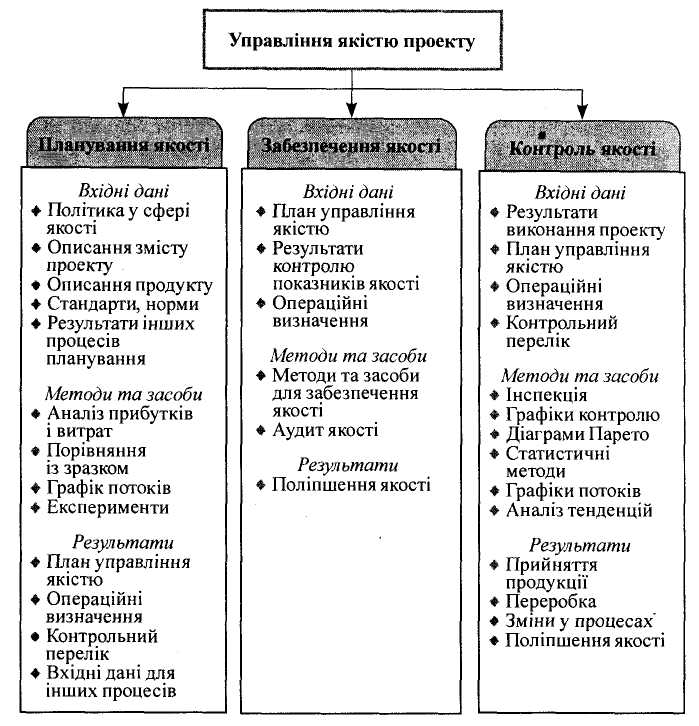 Управління якістю проекту
Планування якості
Вхідні дані
Політика у сфері
якості
Описання змісту
проекту
Описання продукту
Стандарти, норми
Результати інших
процесів
планування
Методи та засоби
Аналіз прибутків
і витрат
Порівняння
із зразком
Графік потоків
Експерименти
Результати
План управління
якістю
Операційні
визначення
Контрольний
перелік
Вхідні дані для
інших процесів
Забезпечення якості
Вхідні дані
План управління
якістю
Результати
контролю
показників якості
Операційні
визначення
Методи та засоби
Методи та засоби
для забезпечення
якості
Аудит якості
Результати
Поліпшення якості
Контроль якості
Вхідні дані
Результати
виконання проекту
План управління
якістю
Операційні
визначення
Контрольний
перелік
Методи та засоби
Інспекція
Графіки контролю
Діаграми Парето
Статистичні
методи
Графіки потоків
Аналіз тенденцій
Результати
Прийняття
продукції
Переробка
Зміни у процесах
Поліпшення якості